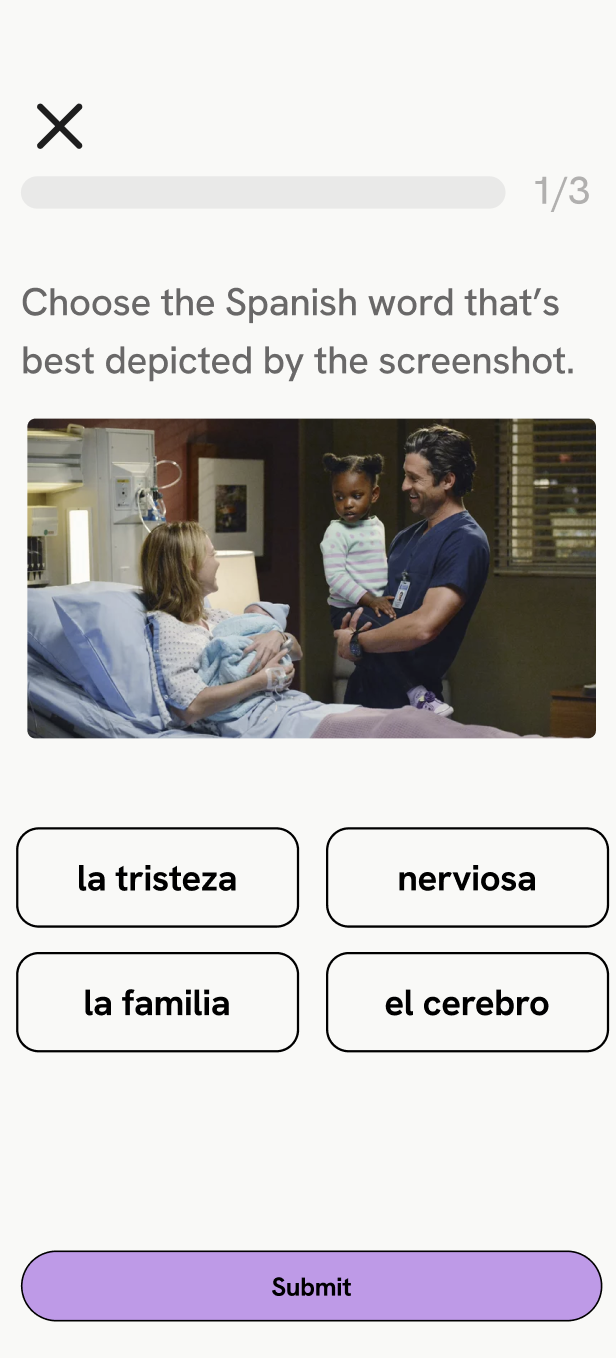 1/3
Choose the Spanish word that’s
best depicted by the screenshot.
la tristeza
nerviosa
la familia
el cerebro
Submit